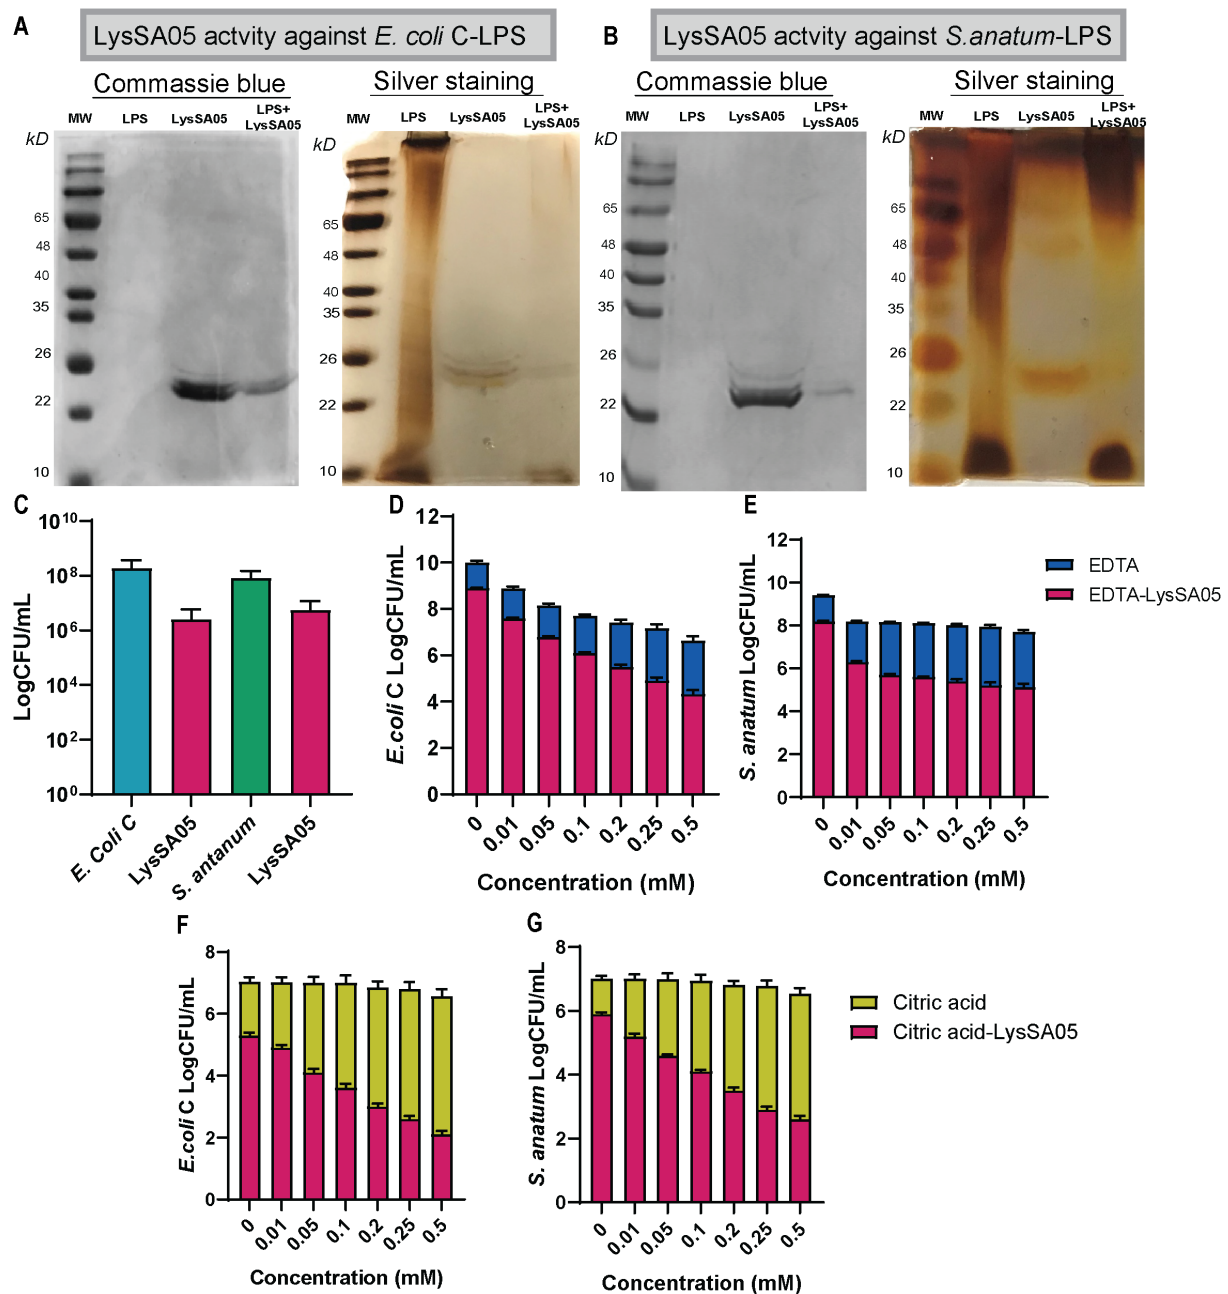 A
LysSA05 actvity against E. coli C-LPS
Commassie blue
Silver staining
MW LPS LysSA05 LPS+
LysSA05
MW LPS LysSA05 LPS+
LysSA05
kD
65
48
40
35
26
22
10
kD
65
48
40
35
26
22
10
B
LysSA05 actvity against S.anatum-LPS
Commassie blue
Silver staining
MW LPS LysSA05 LPS+
LysSA05
MW LPS LysSA05 LPS+
LysSA05
kD
65
48
40
35
26
22
10
kD
65
48
40
35
26
22
10
C
LogCFU/mL
10¹⁰
10⁸
10⁶
10⁴
10²
10⁰
E. Coli C
LysSA05
S. antanum
LysSA05
D
E.coli C LogCFU/mL
12
10
8
6
4
2
0
0 0.01 0.05 0.1 0.2 0.25 0.5
Concentration (mM)
E
S. anatum LogCFU/mL
12
10
8
6
4
2
0
0 0.01 0.05 0.1 0.2 0.25 0.5
Concentration (mM)
EDTA
EDTA-LysSA05
F
E.coli C LogCFU/mL
8
6
4
2
0
0 0.01 0.05 0.1 0.2 0.25 0.5
Concentration (mM)
G
S. anatum LogCFU/mL
8
6
4
2
0
0 0.01 0.05 0.1 0.2 0.25 0.5
Concentration (mM)
Citric acid
Citric acid-LysSA05